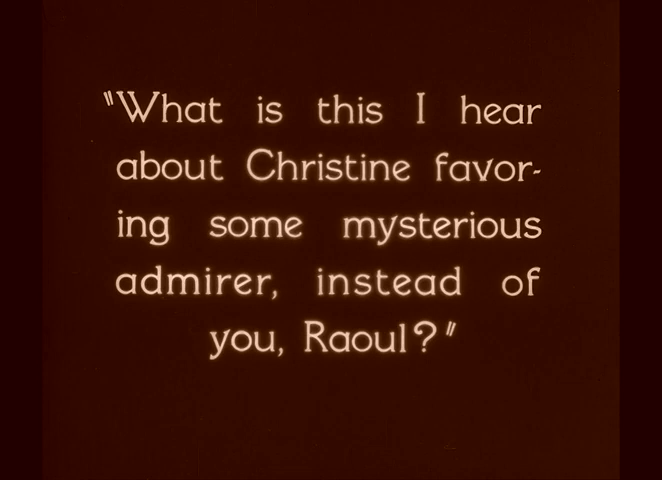 "What is this I hear
about Christine favor-
ing some mysterious
admirer, instead of
you, Raoul?"